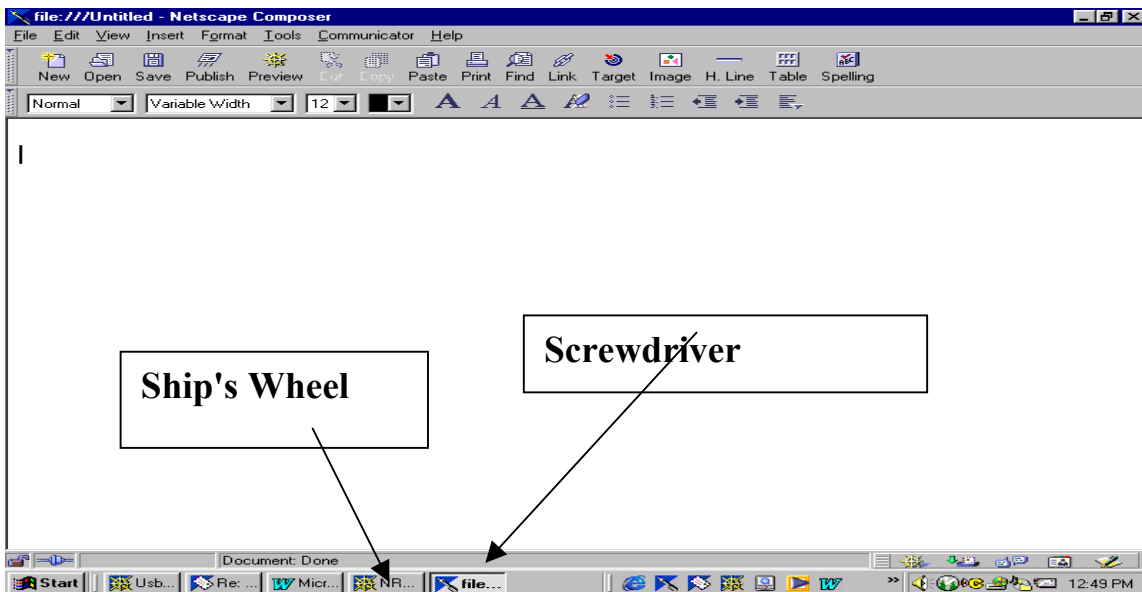 file:///Untitled - Netscape Composer
File Edit View Insert Format Tools Communicator Help
New Open Save Publish Preview Cut Copy Paste Print Find Link Target Image H. Line Table Spelling
Normal Variable Width 12 A A A
Screwdriver
Ship's Wheel
Document: Done
Start Usb... Re: ... Micr... NR... file... » 12:49 PM